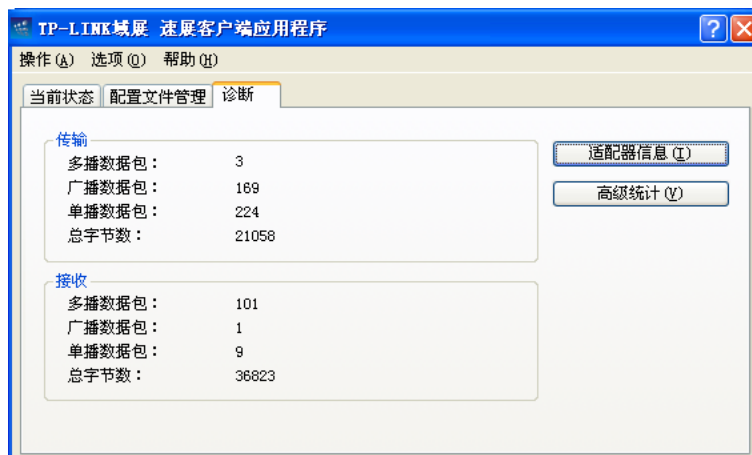 TP-LINK域展 速展客户端应用程序
操作(A) 选项(O) 帮助(H)
当前状态 配置文件管理 诊断
传输
多播数据包： 3
广播数据包： 169
单播数据包： 224
总字节数： 21058
适配器信息(I)
高级统计(V)
接收
多播数据包： 101
广播数据包： 1
单播数据包： 9
总字节数： 36823